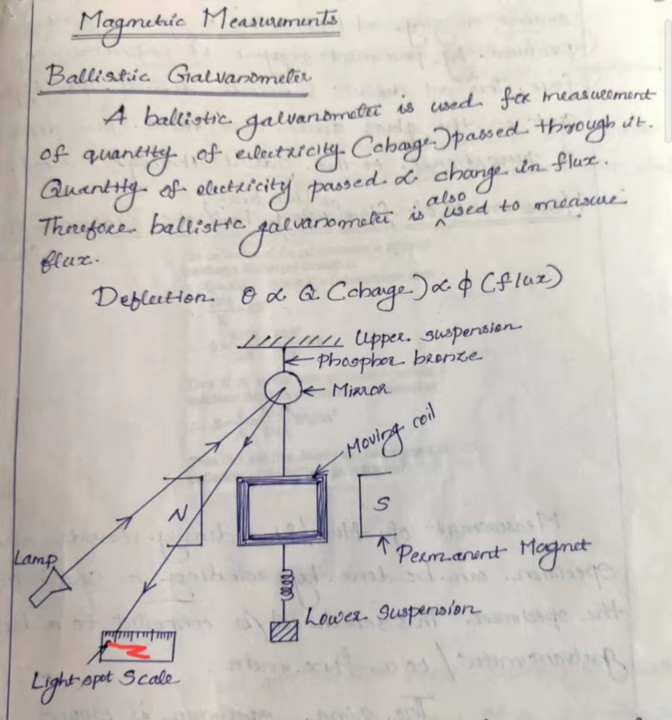 Magnetic Measurements
Ballistic Galvanometer
A ballistic galvanometer is used for measurement
of quantity of electricity (charge) passed through it.
Quantity of electricity passed ∝ change in flux.
Therefore ballistic galvanometer is also used to measure
flux.
Deflection θ ∝ Q (charge) ∝ φ (flux)
Upper suspension
Phosphor bronze
Mirror
Moving coil
N
S
Lamp
Permanent Magnet
Lower suspension
Light spot Scale